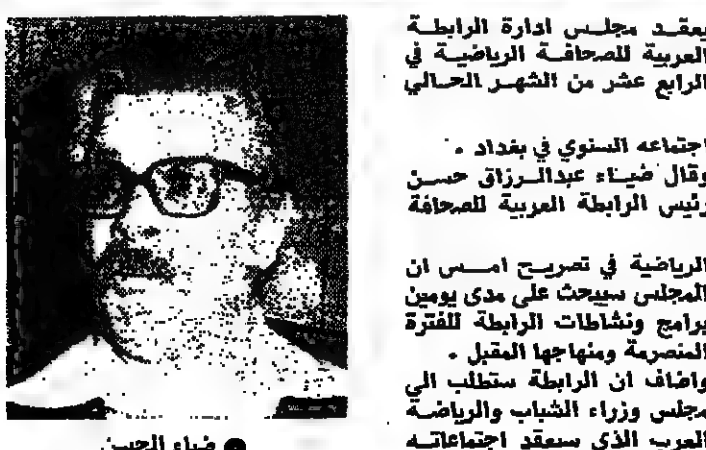 يعقد مجلس ادارة الرابطة
العربية للصحافة الرياضية في
الرابع عشر من الشهر الحالي
اجتماعه السنوي في بغداد .
وقال ضياء عبدالرزاق حسن
رئيس الرابطة العربية للصحافة
الرياضية في تصريح امس ان
المجلس سيبحث على مدى يومين
برامج ونشاطات الرابطة للفترة
المنصرمة ومنهاجها المقبل .
واضاف ان الرابطة ستطلب الي
مجلس وزراء الشباب والرياضة
العرب الذي سيعقد اجتماعاته
● ضياء الحسن